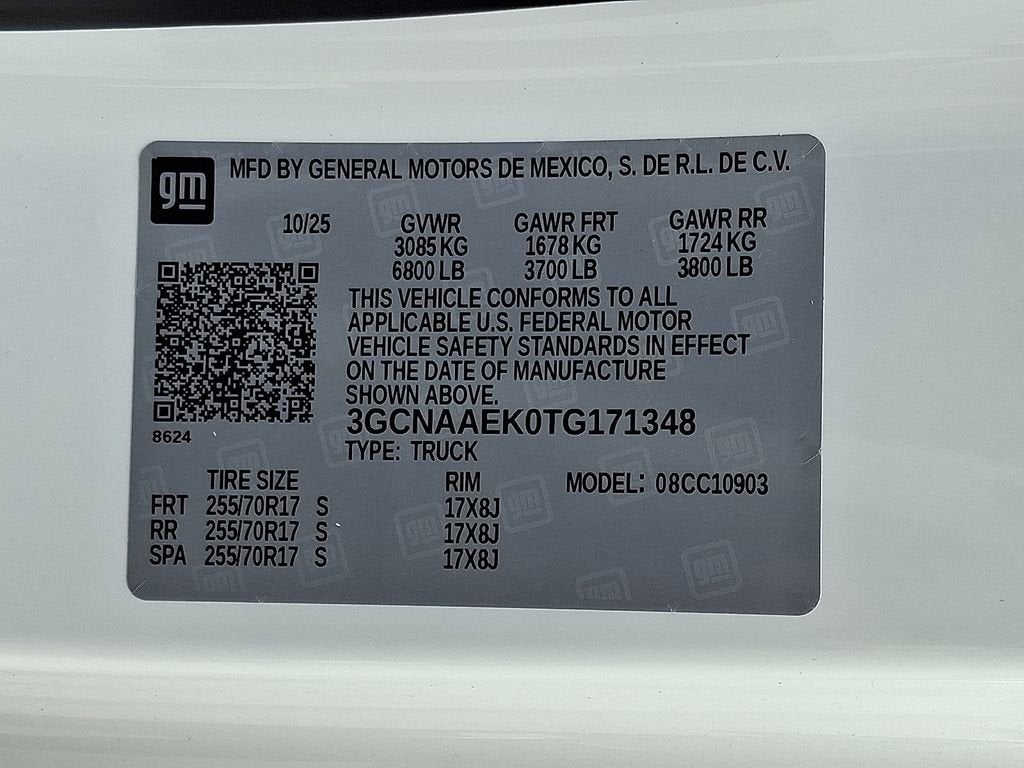 gm MFD BY GENERAL MOTORS DE MEXICO, S. DE R.L. DE C.V.
10/25 GVWR GAWR FRT GAWR RR
3085 KG 1678 KG 1724 KG
6800 LB 3700 LB 3800 LB
THIS VEHICLE CONFORMS TO ALL
APPLICABLE U.S. FEDERAL MOTOR
VEHICLE SAFETY STANDARDS IN EFFECT
ON THE DATE OF MANUFACTURE
SHOWN ABOVE.
3GCNAAEK0TG171348
8624
TYPE: TRUCK
TIRE SIZE RIM MODEL: 08CC10903
FRT 255/70R17 S 17X8J
RR 255/70R17 S 17X8J
SPA 255/70R17 S 17X8J